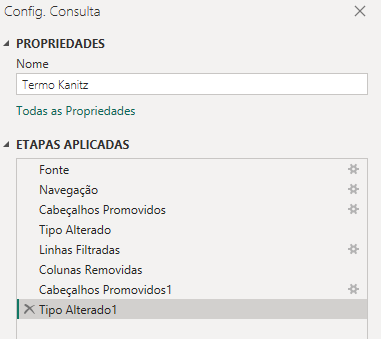 Config. Consulta
PROPRIEDADES
Nome
Termo Kanitz
Todas as Propriedades
ETAPAS APLICADAS
Fonte
Navegação
Cabeçalhos Promovidos
Tipo Alterado
Linhas Filtradas
Colunas Removidas
Cabeçalhos Promovidos1
Tipo Alterado1